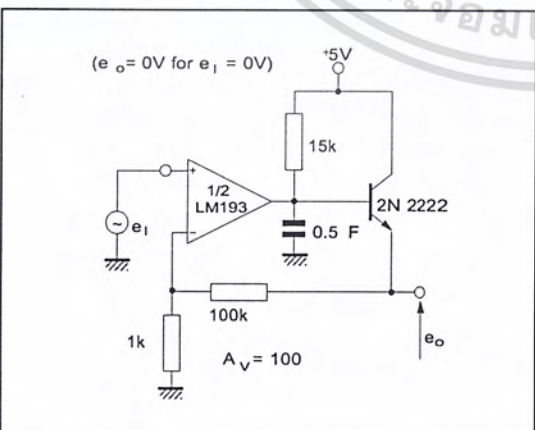 (e o = 0V for e I = 0V)
+5V
15k
+
1/2
LM193
2N 2222
~
e I
−
0.5 F
100k
1k
A V = 100
e o